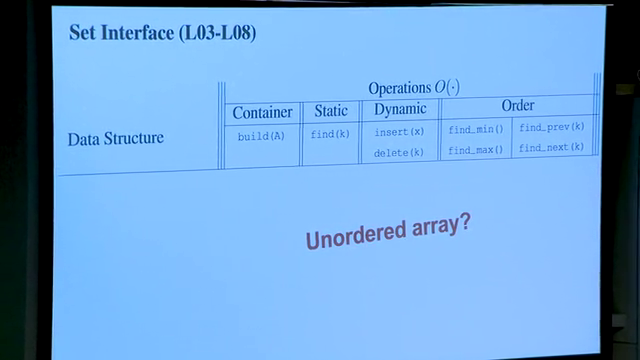 Set Interface (L03-L08)
Operations O(·)
Container Static Dynamic Order
Data Structure build(A) find(k) insert(x) find_min() find_prev(k)
delete(k) find_max() find_next(k)
Unordered array?